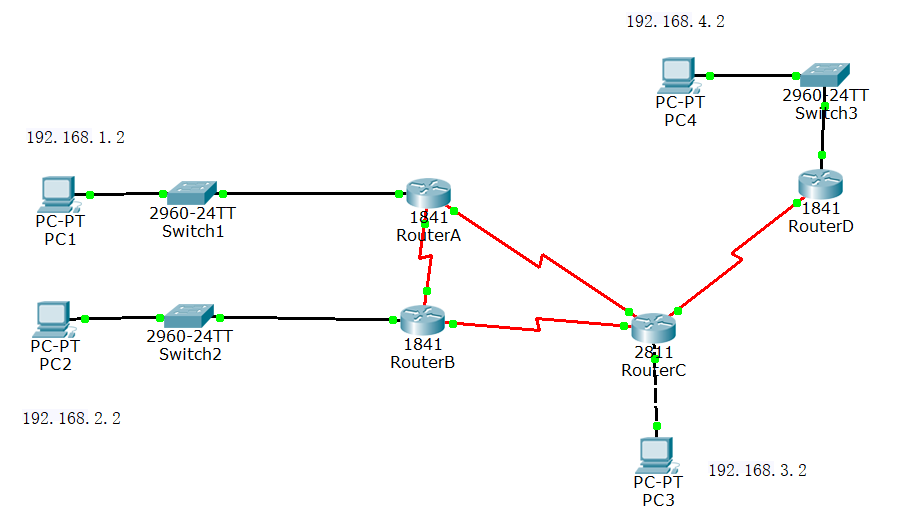 192.168.4.2
PC-PT
PC4
2960-24TT
Switch3
192.168.1.2
PC-PT
PC1
2960-24TT
Switch1
1841
RouterA
1841
RouterD
PC-PT
PC2
2960-24TT
Switch2
1841
RouterB
2811
RouterC
192.168.2.2
PC-PT
PC3
192.168.3.2